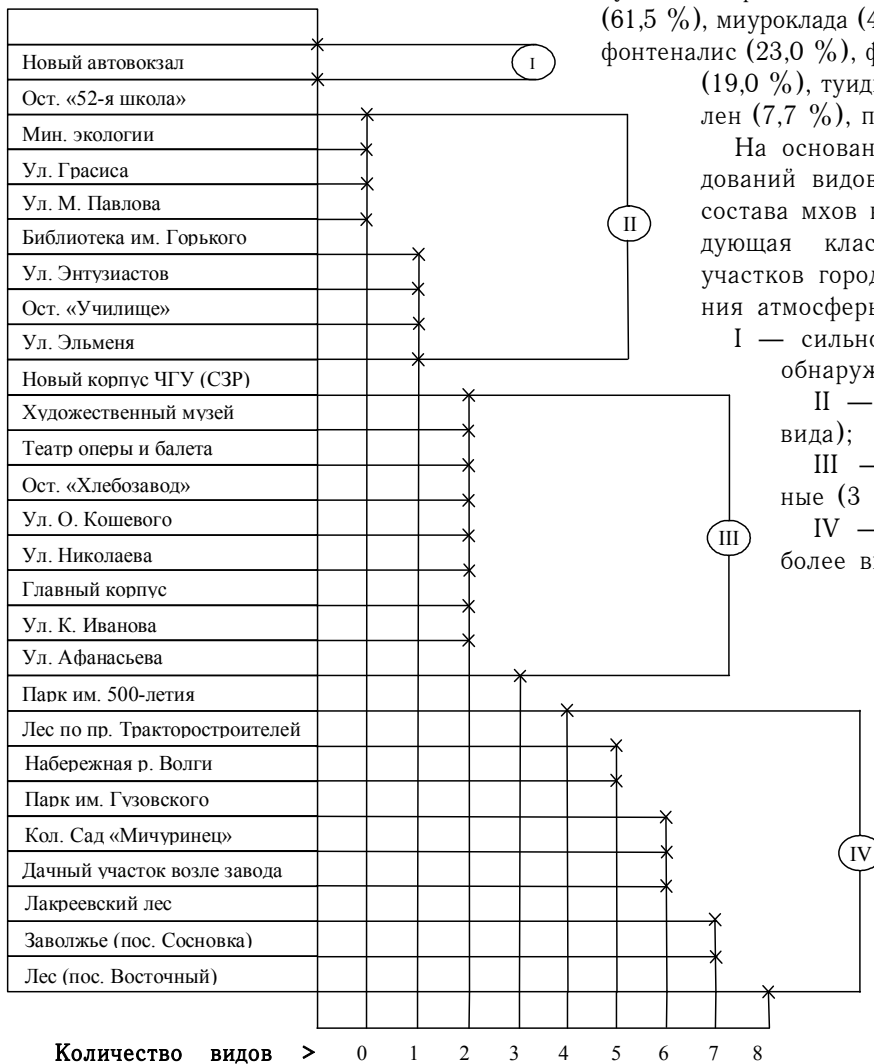 (61,5 %), миуроклада (4
фонтеналис (23,0 %), ф
(19,0 %), туид
лен (7,7 %), п
На основан
дований видов
состава мхов
дующая клас
участков город
ния атмосферы
I — сильно
обнаруж
II —
вида);
III —
ные (3
IV —
более в
Новый автовокзал
Ост. «52-я школа»
Мин. экологии
Ул. Грасиса
Ул. М. Павлова
Библиотека им. Горького
Ул. Энтузиастов
Ост. «Училище»
Ул. Эльменя
Новый корпус ЧГУ (СЗР)
Художественный музей
Театр оперы и балета
Ост. «Хлебозавод»
Ул. О. Кошевого
Ул. Николаева
Главный корпус
Ул. К. Иванова
Ул. Афанасьева
Парк им. 500-летия
Лес по пр. Тракторостроителей
Набережная р. Волги
Парк им. Гузовского
Кол. Сад «Мичуринец»
Дачный участок возле завода
Лакреевский лес
Заволжье (пос. Сосновка)
Лес (пос. Восточный)
I
II
III
IV
Количество видов > 0 1 2 3 4 5 6 7 8